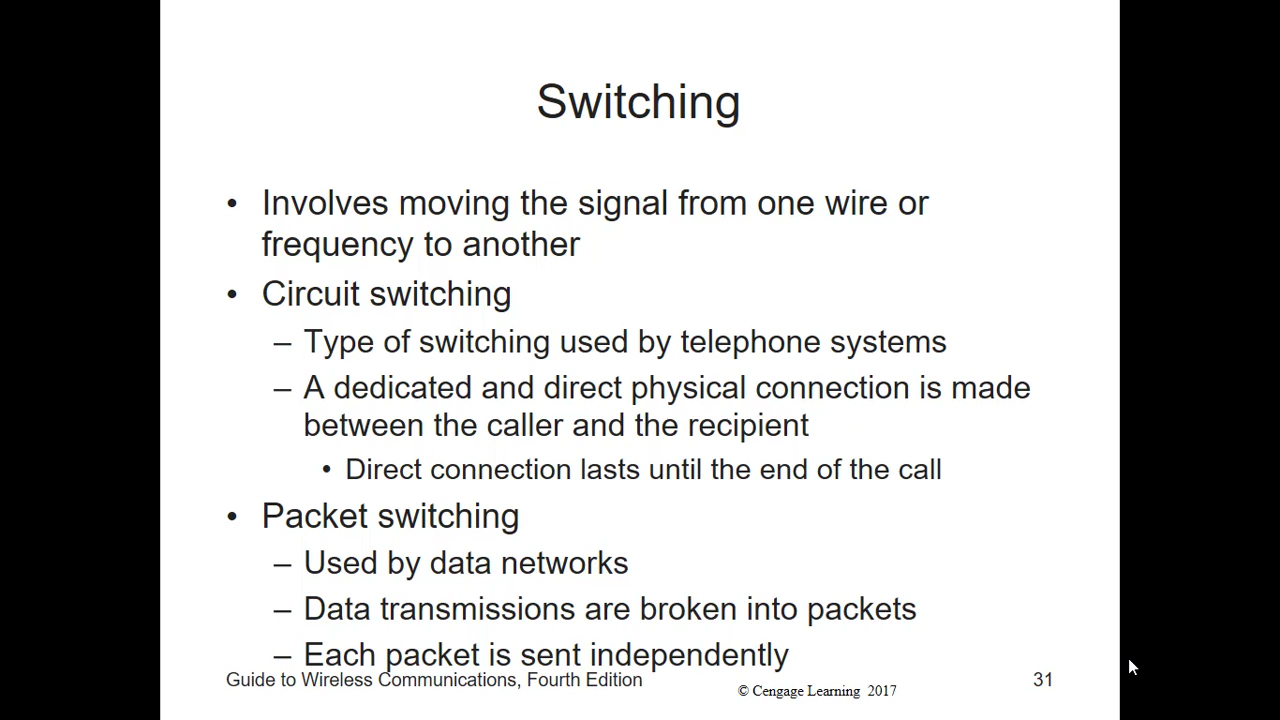 Switching
• Involves moving the signal from one wire or
frequency to another
• Circuit switching
– Type of switching used by telephone systems
– A dedicated and direct physical connection is made
between the caller and the recipient
• Direct connection lasts until the end of the call
• Packet switching
– Used by data networks
– Data transmissions are broken into packets
– Each packet is sent independently
Guide to Wireless Communications, Fourth Edition
© Cengage Learning 2017
31